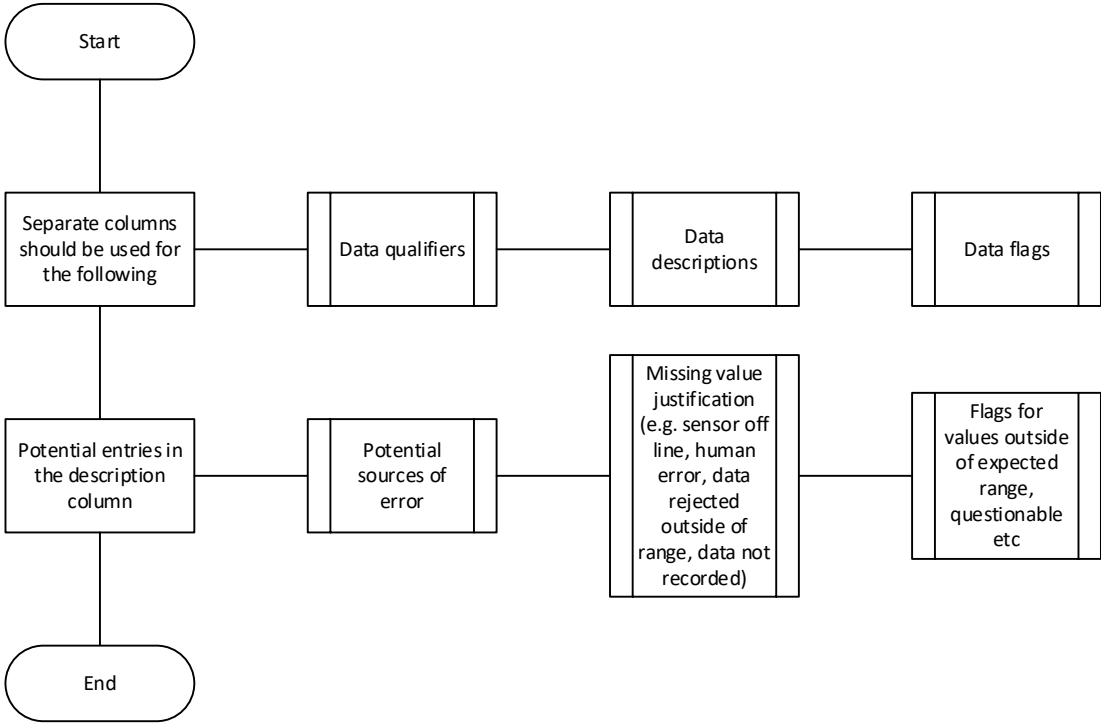 Start
Separate columns
should be used for
the following
Data qualifiers
Data
descriptions
Data flags
Potential entries in
the description
column
Potential
sources of
error
Missing value
justification
(e.g. sensor off
line, human
error, data
rejected
outside of
range, data not
recorded)
Flags for
values outside
of expected
range,
questionable
etc
End